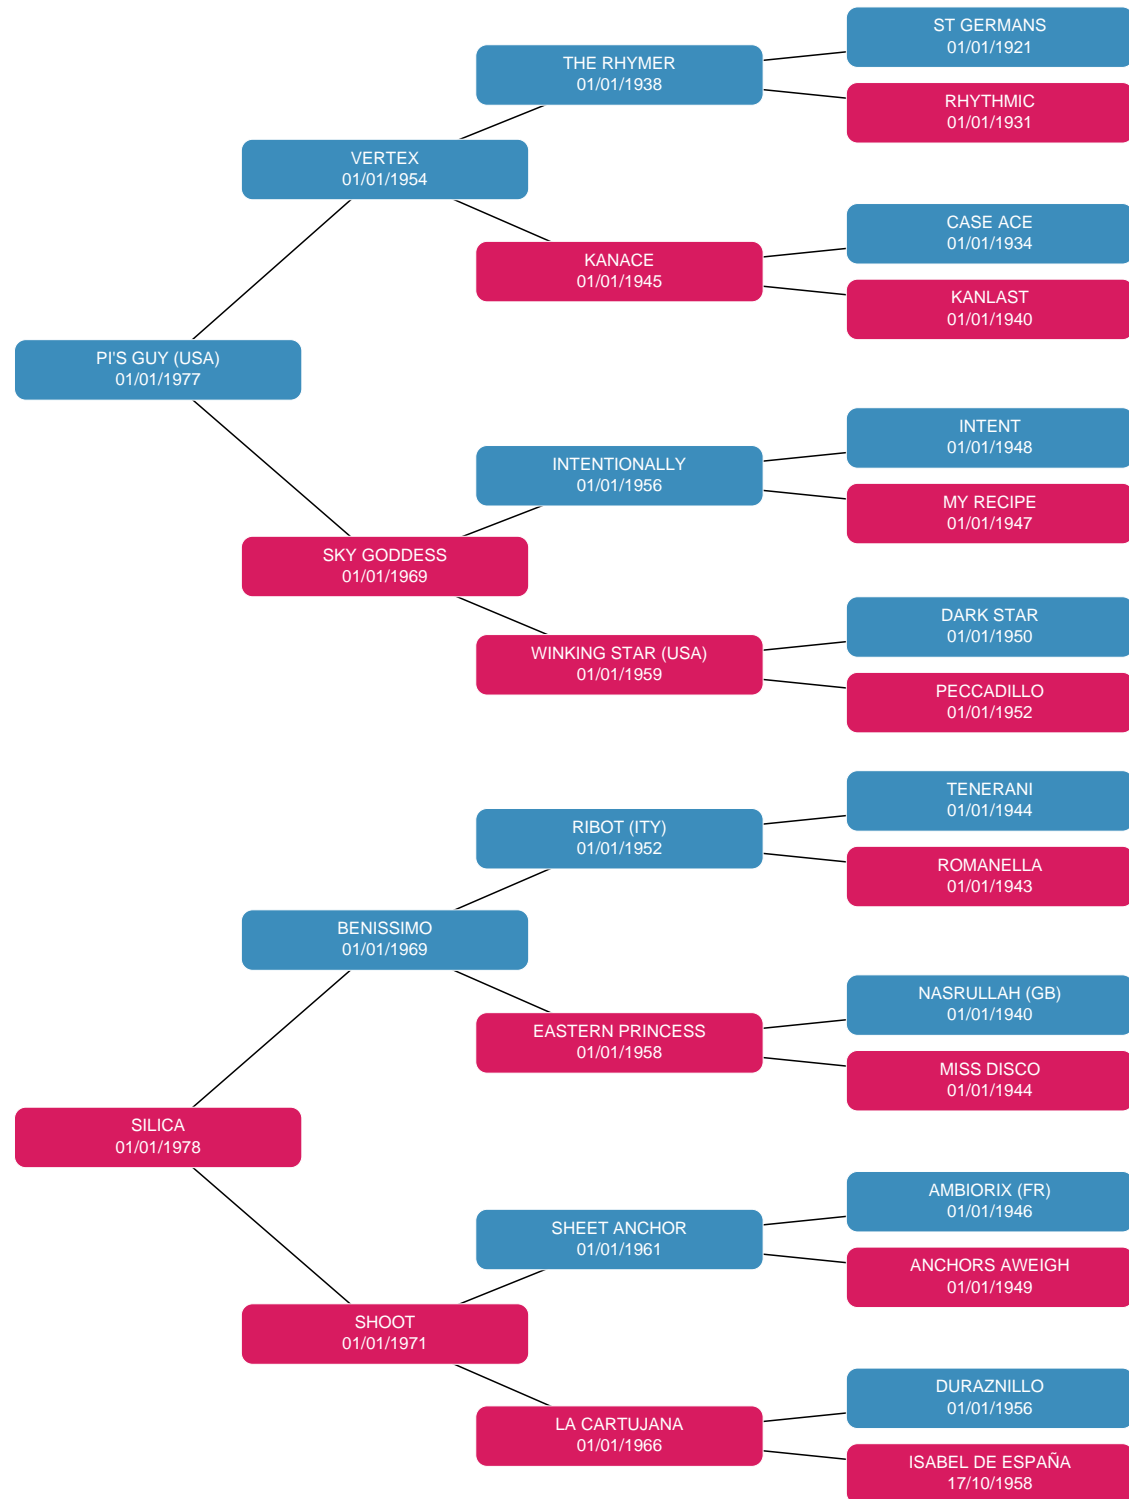 ST GERMANS
01/01/1921
THE RHYMER
01/01/1938
RHYTHMIC
01/01/1931
VERTEX
01/01/1954
CASE ACE
01/01/1934
KANACE
01/01/1945
KANLAST
01/01/1940
PI'S GUY (USA)
01/01/1977
INTENT
01/01/1948
INTENTIONALLY
01/01/1956
MY RECIPE
01/01/1947
SKY GODDESS
01/01/1969
DARK STAR
01/01/1950
WINKING STAR (USA)
01/01/1959
PECCADILLO
01/01/1952
TENERANI
01/01/1944
RIBOT (ITY)
01/01/1952
ROMANELLA
01/01/1943
BENISSIMO
01/01/1969
NASRULLAH (GB)
01/01/1940
EASTERN PRINCESS
01/01/1958
MISS DISCO
01/01/1944
SILICA
01/01/1978
AMBIORIX (FR)
01/01/1946
SHEET ANCHOR
01/01/1961
ANCHORS AWEIGH
01/01/1949
SHOOT
01/01/1971
DURAZNILLO
01/01/1956
LA CARTUJANA
01/01/1966
ISABEL DE ESPAÑA
17/10/1958